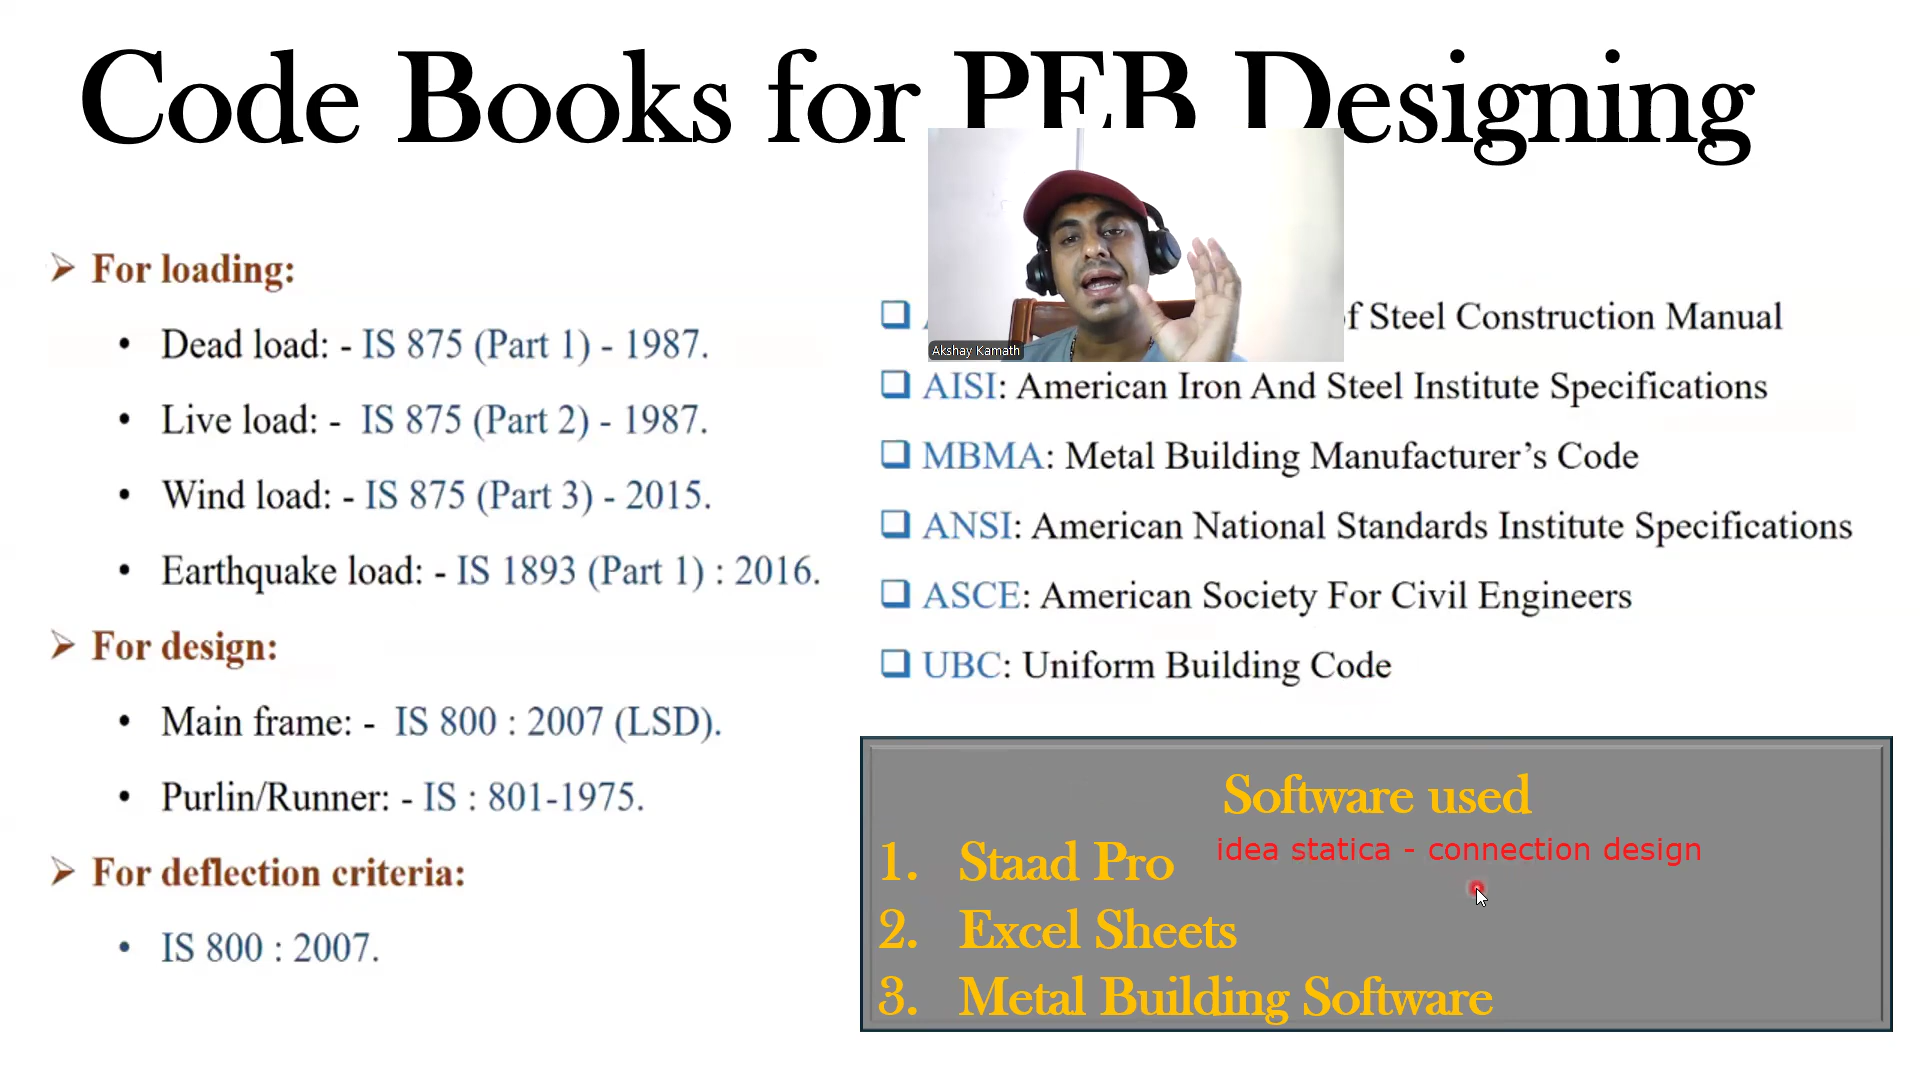 Code Books for PEB Designing
➢ For loading:
• Dead load: - IS 875 (Part 1) - 1987.
• Live load: - IS 875 (Part 2) - 1987.
• Wind load: - IS 875 (Part 3) - 2015.
• Earthquake load: - IS 1893 (Part 1) : 2016.
➢ For design:
• Main frame: - IS 800 : 2007 (LSD).
• Purlin/Runner: - IS : 801-1975.
➢ For deflection criteria:
• IS 800 : 2007.
Akshay Kamath
❑ of Steel Construction Manual
❑ AISI: American Iron And Steel Institute Specifications
❑ MBMA: Metal Building Manufacturer’s Code
❑ ANSI: American National Standards Institute Specifications
❑ ASCE: American Society For Civil Engineers
❑ UBC: Uniform Building Code
Software used
idea statica - connection design
1. Staad Pro
2. Excel Sheets
3. Metal Building Software